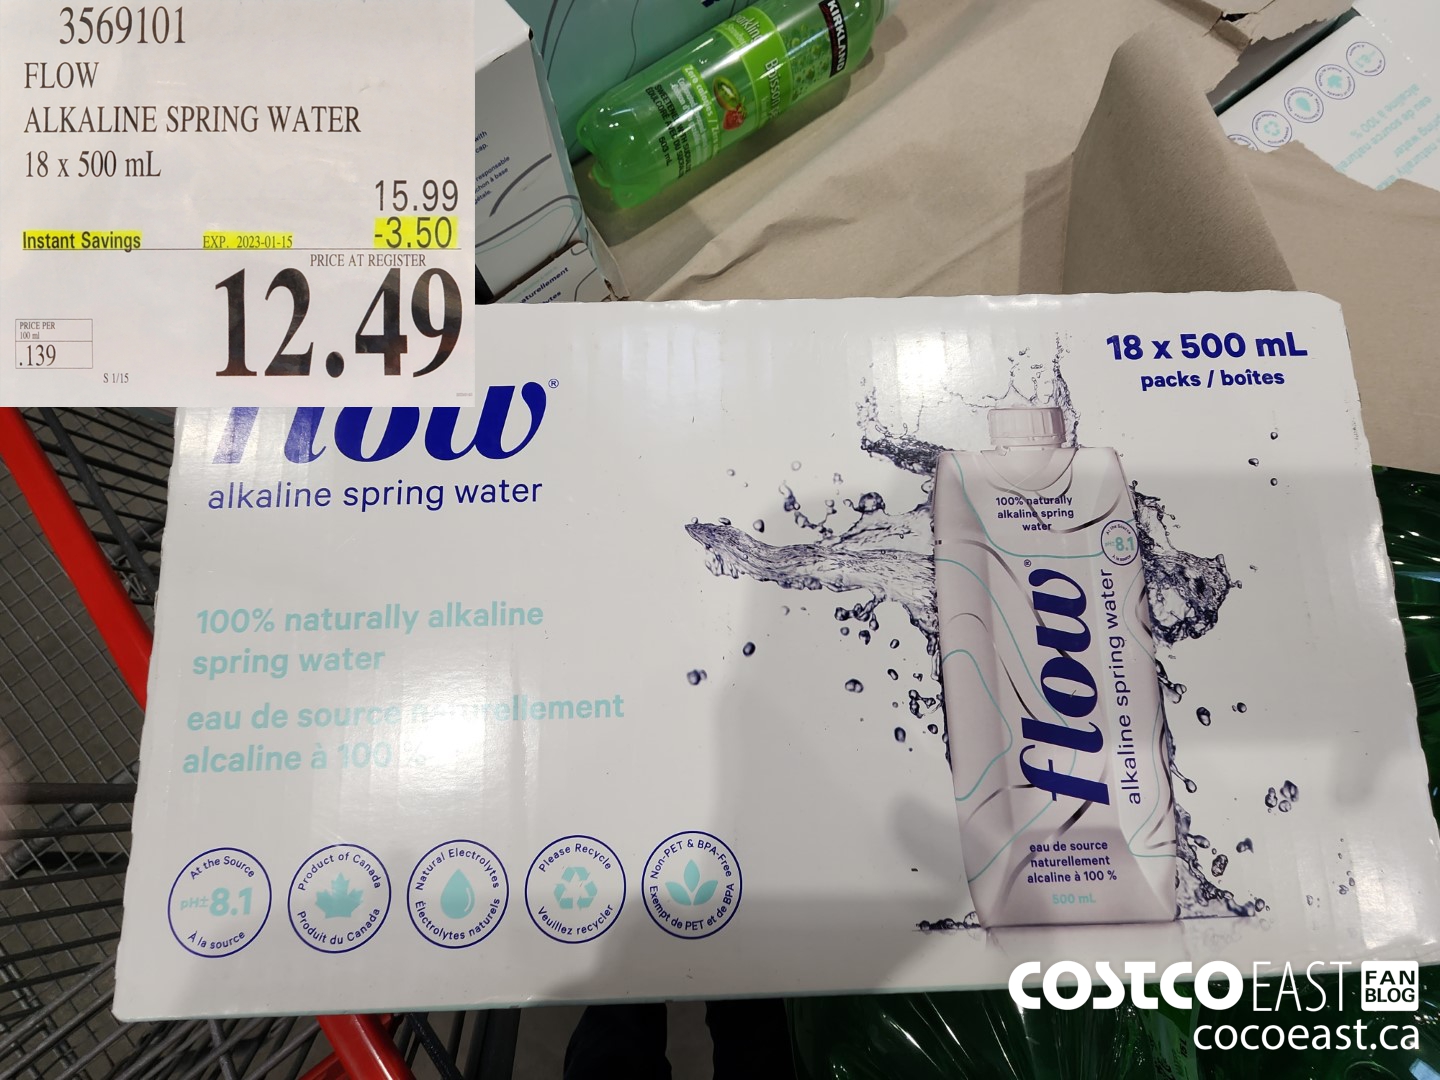 3569101
FLOW
ALKALINE SPRING WATER
18 x 500 mL
15.99
Instant Savings EXP. 2023-01-15 -3.50
PRICE AT REGISTER
12.49
PRICE PER
100 ml
.139
S 1/15
KIRKLAND
flow®
alkaline spring water
18 x 500 mL
packs / boîtes
100% naturally alkaline
spring water
eau de source naturellement
alcaline à 100 %
At the Source
pH± 8.1
À la source
Product of Canada
Produit du Canada
Natural Electrolytes
Électrolytes naturels
Please Recycle
Veuillez recycler
Non-PET & BPA-Free
Exempt de PET et de BPA
100% naturally
alkaline spring
water
At the Source
8.1
À la source
flow®
alkaline spring water
eau de source
naturellement
alcaline à 100 %
500 mL
COSTCO EAST FAN BLOG
cocoeast.ca